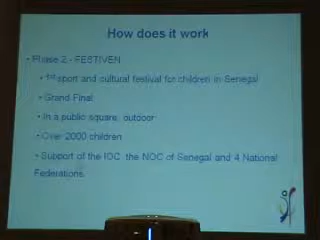 How does it work
• Phase 2 - FESTIVEN
• 1st sport and cultural festival for children in Senegal
• Grand Final:
• In a public square, outdoor
• Over 2000 children
• Support of the IOC, the NOC of Senegal and 4 National
Federations.